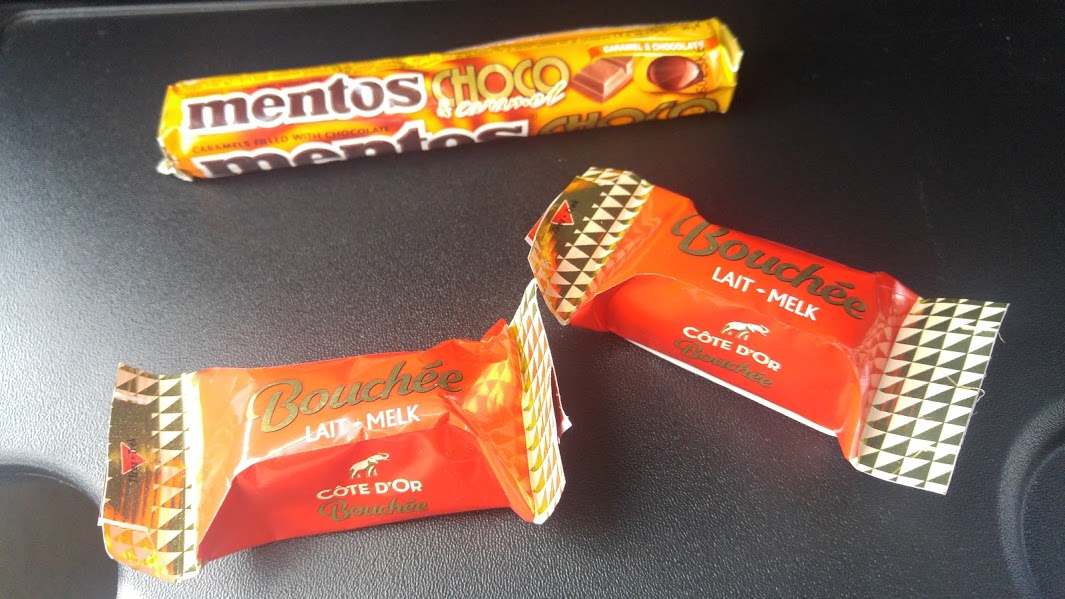 CARAMEL & CHOCOLATE
mentos CHOCO
& caramel
CARAMELS FILLED WITH CHOCOLATE
mentos CHOCO
Bouchée
LAIT - MELK
CÔTE D'OR
Bouchée
Bouchée
LAIT - MELK
CÔTE D'OR
Bouchée